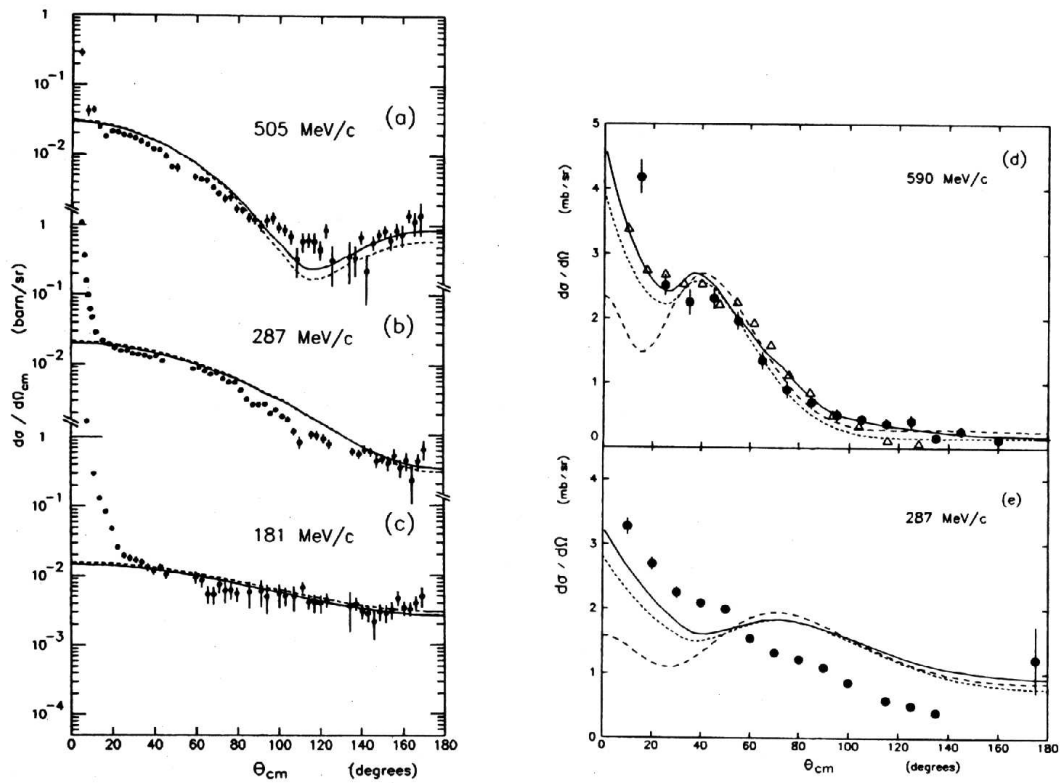 1
10⁻¹
10⁻²
1
10⁻¹
10⁻²
1
10⁻¹
10⁻²
10⁻³
10⁻⁴
dσ / dΩcm (barn/sr)
505 MeV/c (a)
287 MeV/c (b)
181 MeV/c (c)
0 20 40 60 80 100 120 140 160 180
Θcm (degrees)
5
4
3
2
1
0
dσ / dΩ (mb/sr)
(d)
590 MeV/c
4
3
2
1
0
dσ / dΩ (mb/sr)
(e)
287 MeV/c
0 20 40 60 80 100 120 140 160 180
Θcm (degrees)